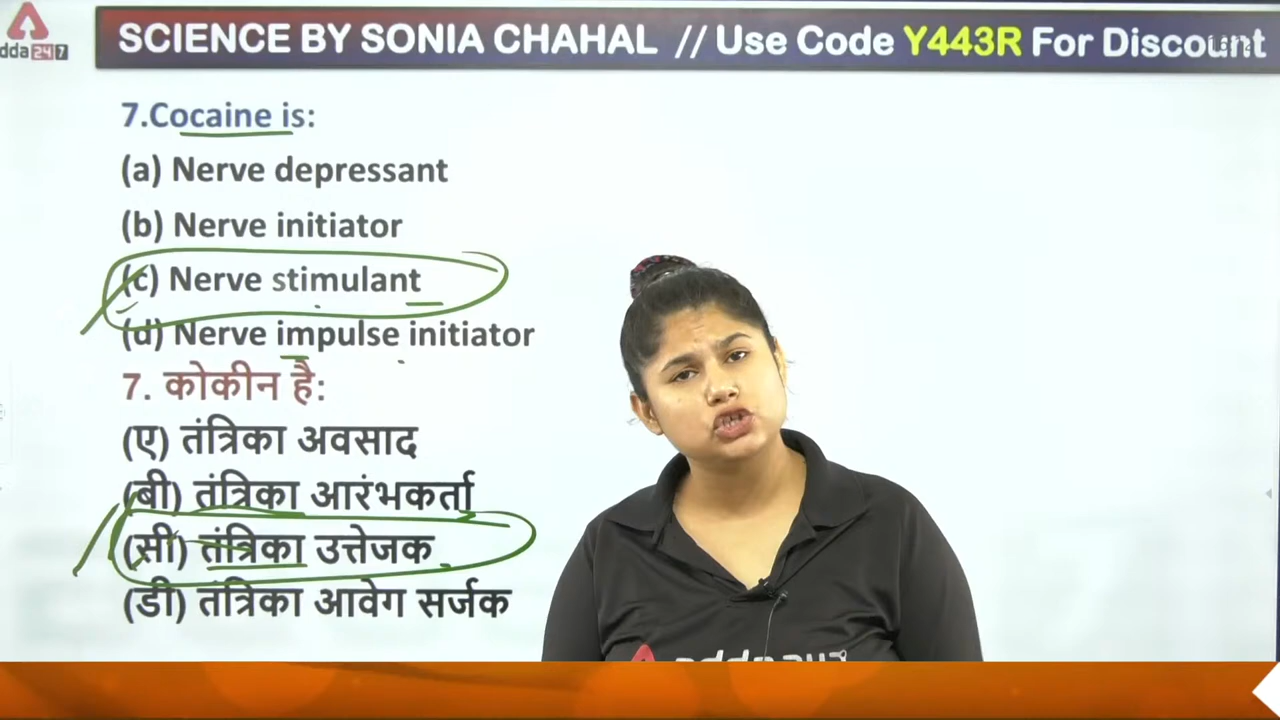 SCIENCE BY SONIA CHAHAL // Use Code Y443R For Discount
dda247
7.Cocaine is:
(a) Nerve depressant
(b) Nerve initiator
(c) Nerve stimulant
(d) Nerve impulse initiator
7. कोकीन है:
(ए) तंत्रिका अवसाद
(बी) तंत्रिका आरंभकर्ता
(सी) तंत्रिका उत्तेजक
(डी) तंत्रिका आवेग सर्जक